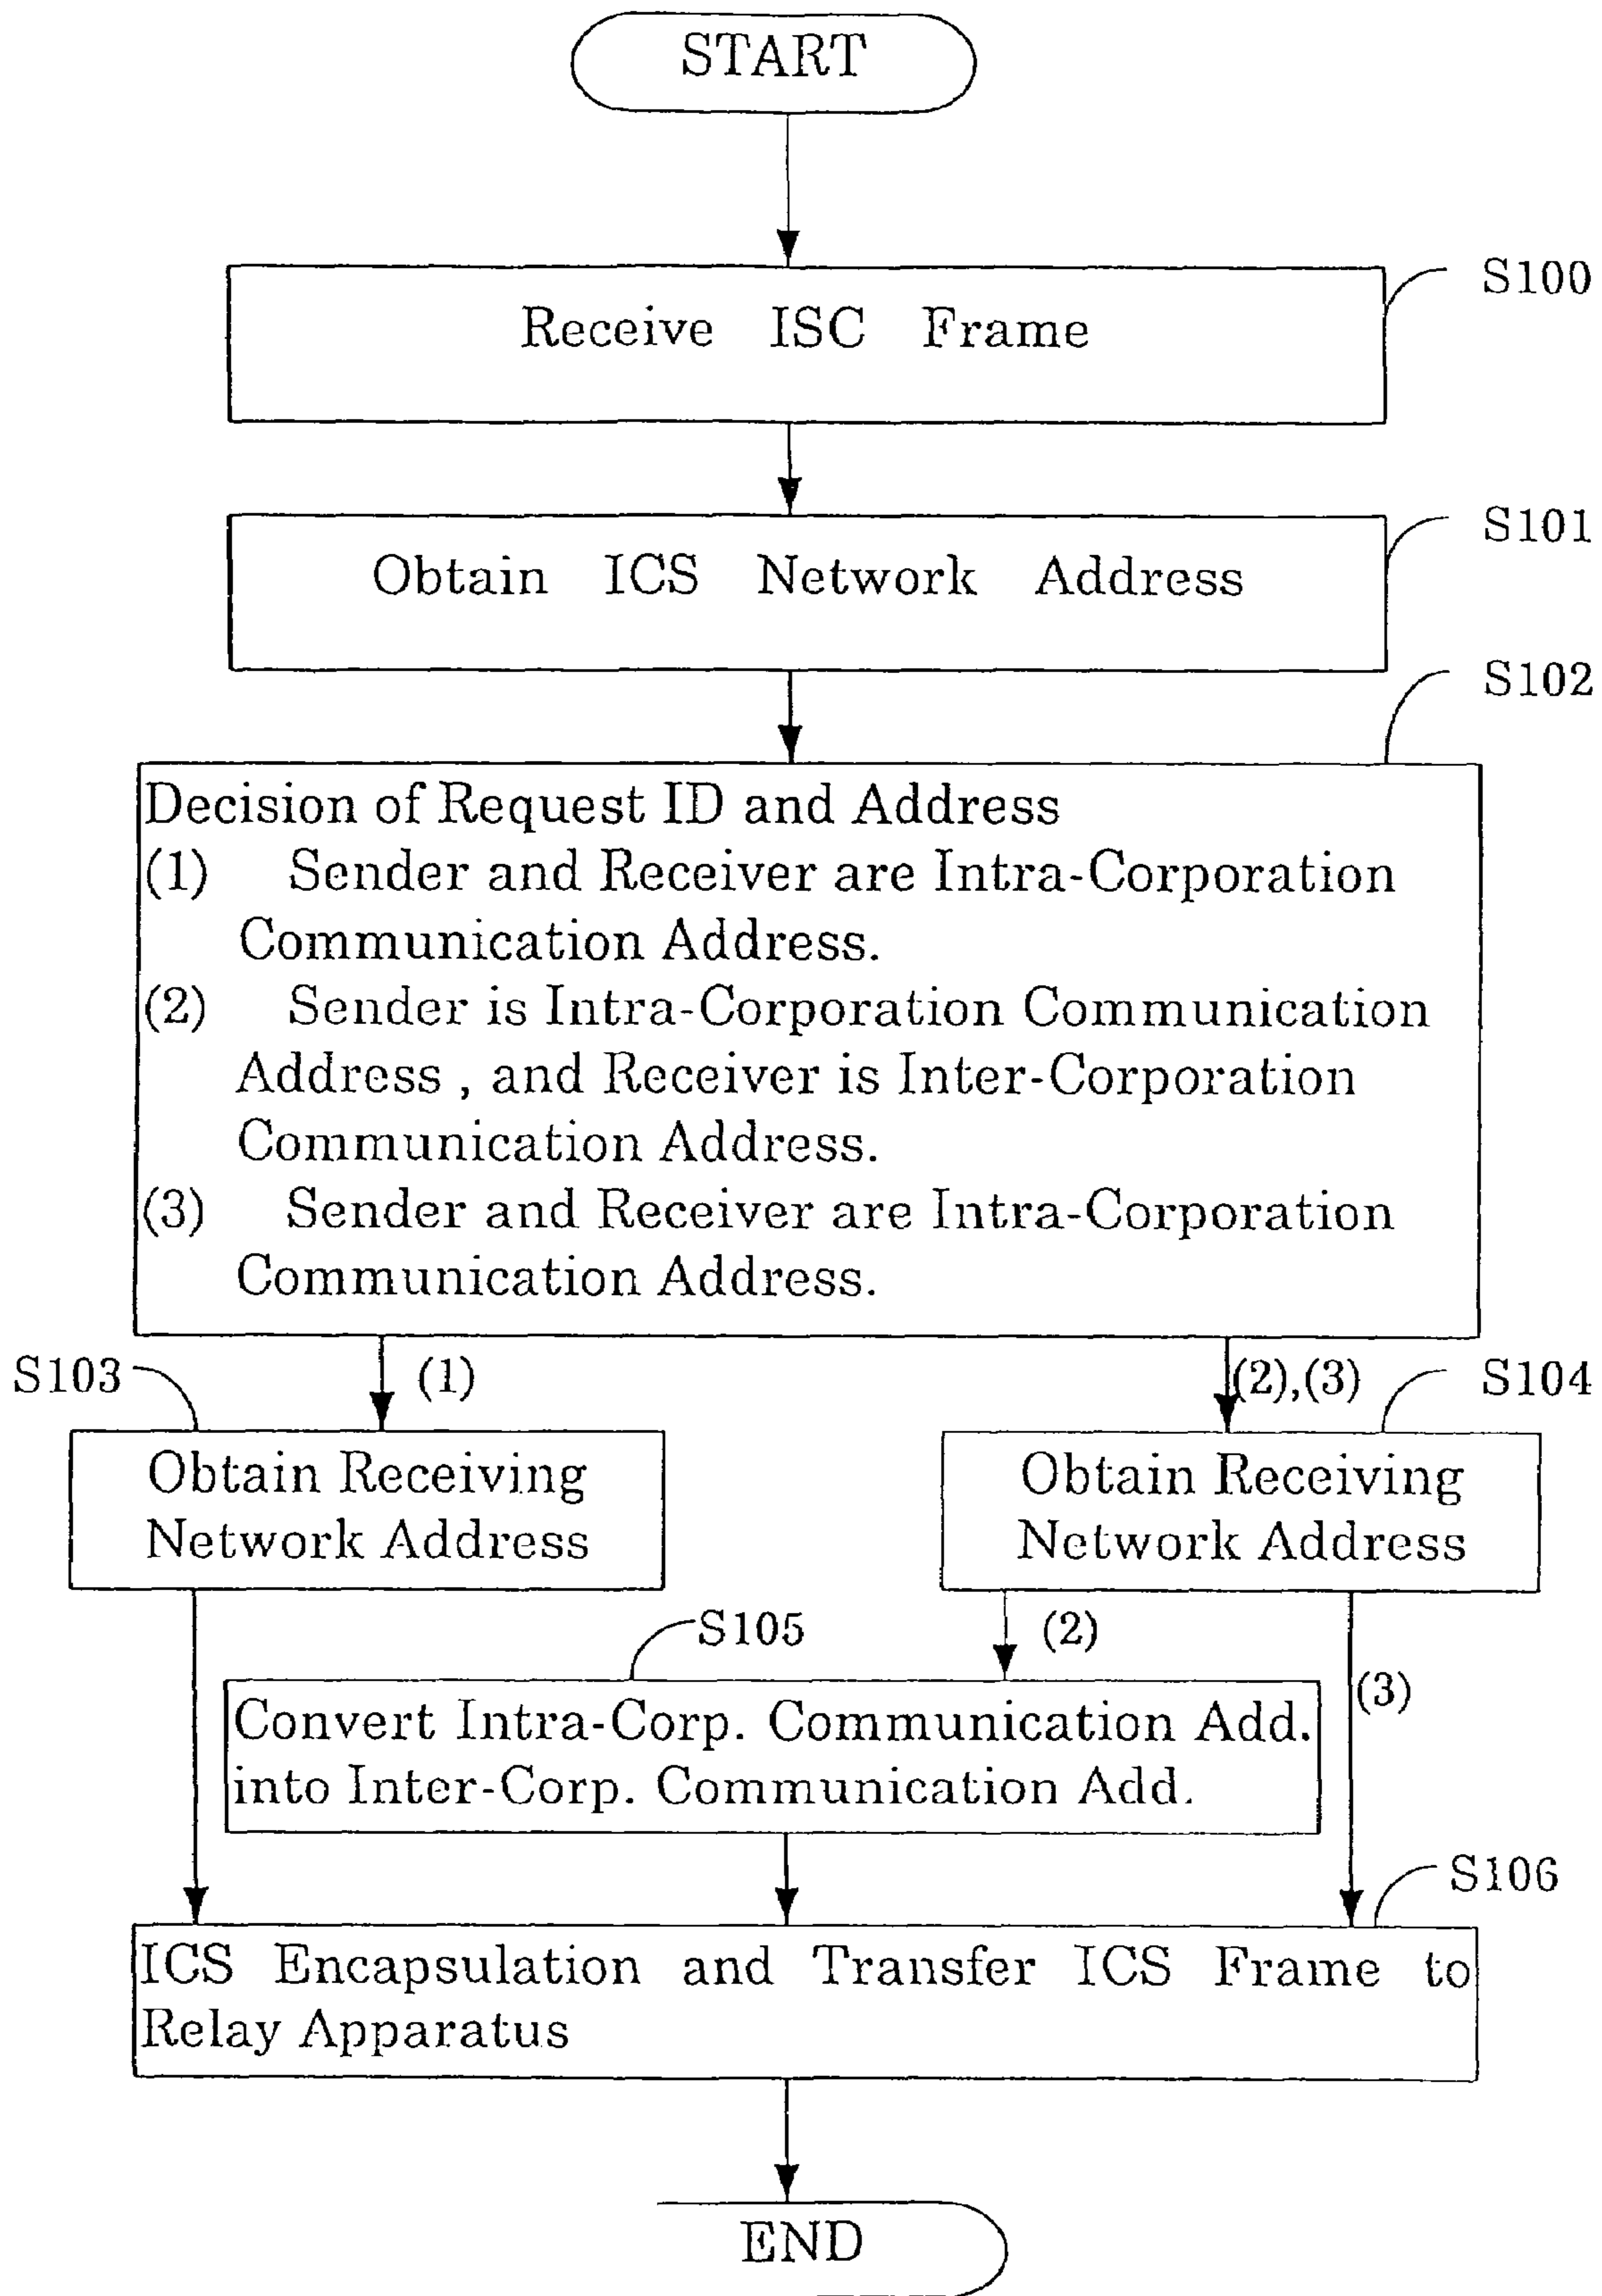 START
S100
Receive ISC Frame
S101
Obtain ICS Network Address
S102
Decision of Request ID and Address
(1) Sender and Receiver are Intra-Corporation
Communication Address.
(2) Sender is Intra-Corporation Communication
Address , and Receiver is Inter-Corporation
Communication Address.
(3) Sender and Receiver are Intra-Corporation
Communication Address.
S103
(1)
(2),(3)
S104
Obtain Receiving
Network Address
Obtain Receiving
Network Address
S105
(2)
(3)
Convert Intra-Corp. Communication Add.
into Inter-Corp. Communication Add.
S106
ICS Encapsulation and Transfer ICS Frame to
Relay Apparatus
END